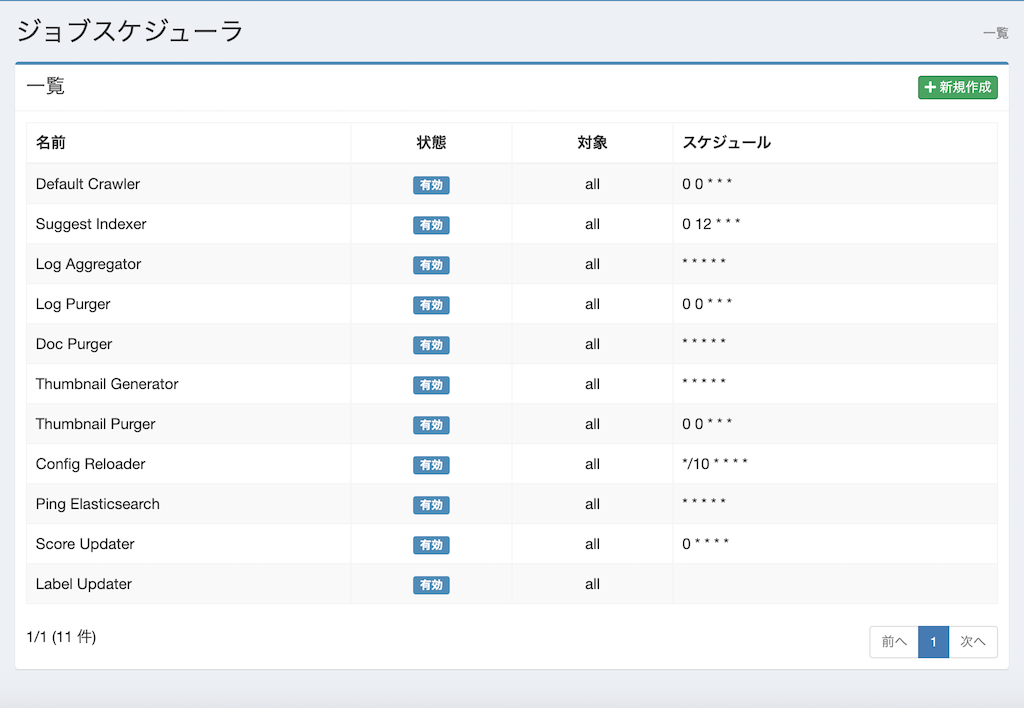 ジョブスケジューラ 一覧
一覧 新規作成
名前 状態 対象 スケジュール
Default Crawler 有効 all 0 0 * * *
Suggest Indexer 有効 all 0 12 * * *
Log Aggregator 有効 all * * * * *
Log Purger 有効 all 0 0 * * *
Doc Purger 有効 all * * * * *
Thumbnail Generator 有効 all * * * * *
Thumbnail Purger 有効 all 0 0 * * *
Config Reloader 有効 all */10 * * * *
Ping Elasticsearch 有効 all * * * * *
Score Updater 有効 all 0 * * * *
Label Updater 有効 all
1/1 (11 件) 前へ 1 次へ